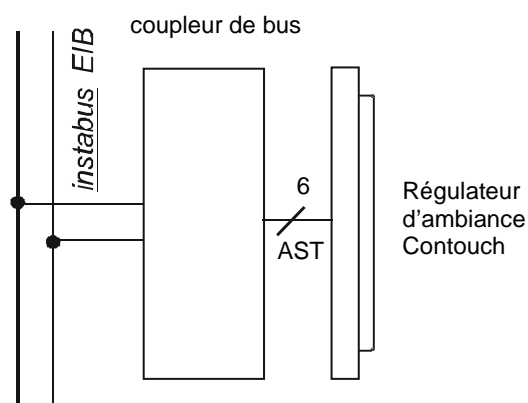 coupleur de bus
instabus EIB
6
AST
Régulateur
d'ambiance
Contouch